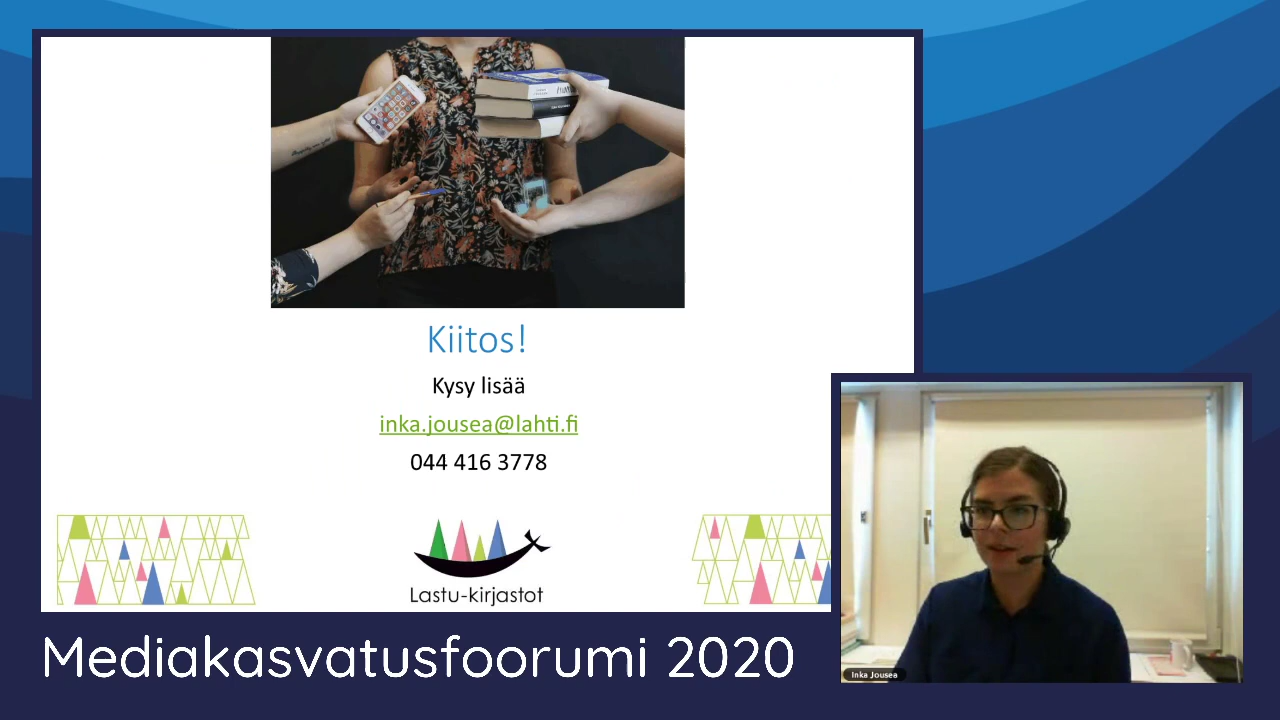 Kiitos!
Kysy lisää
inka.jousea@lahti.fi
044 416 3778
Lastu-kirjastot
Mediakasvatusfoorumi 2020
Inka Jousea